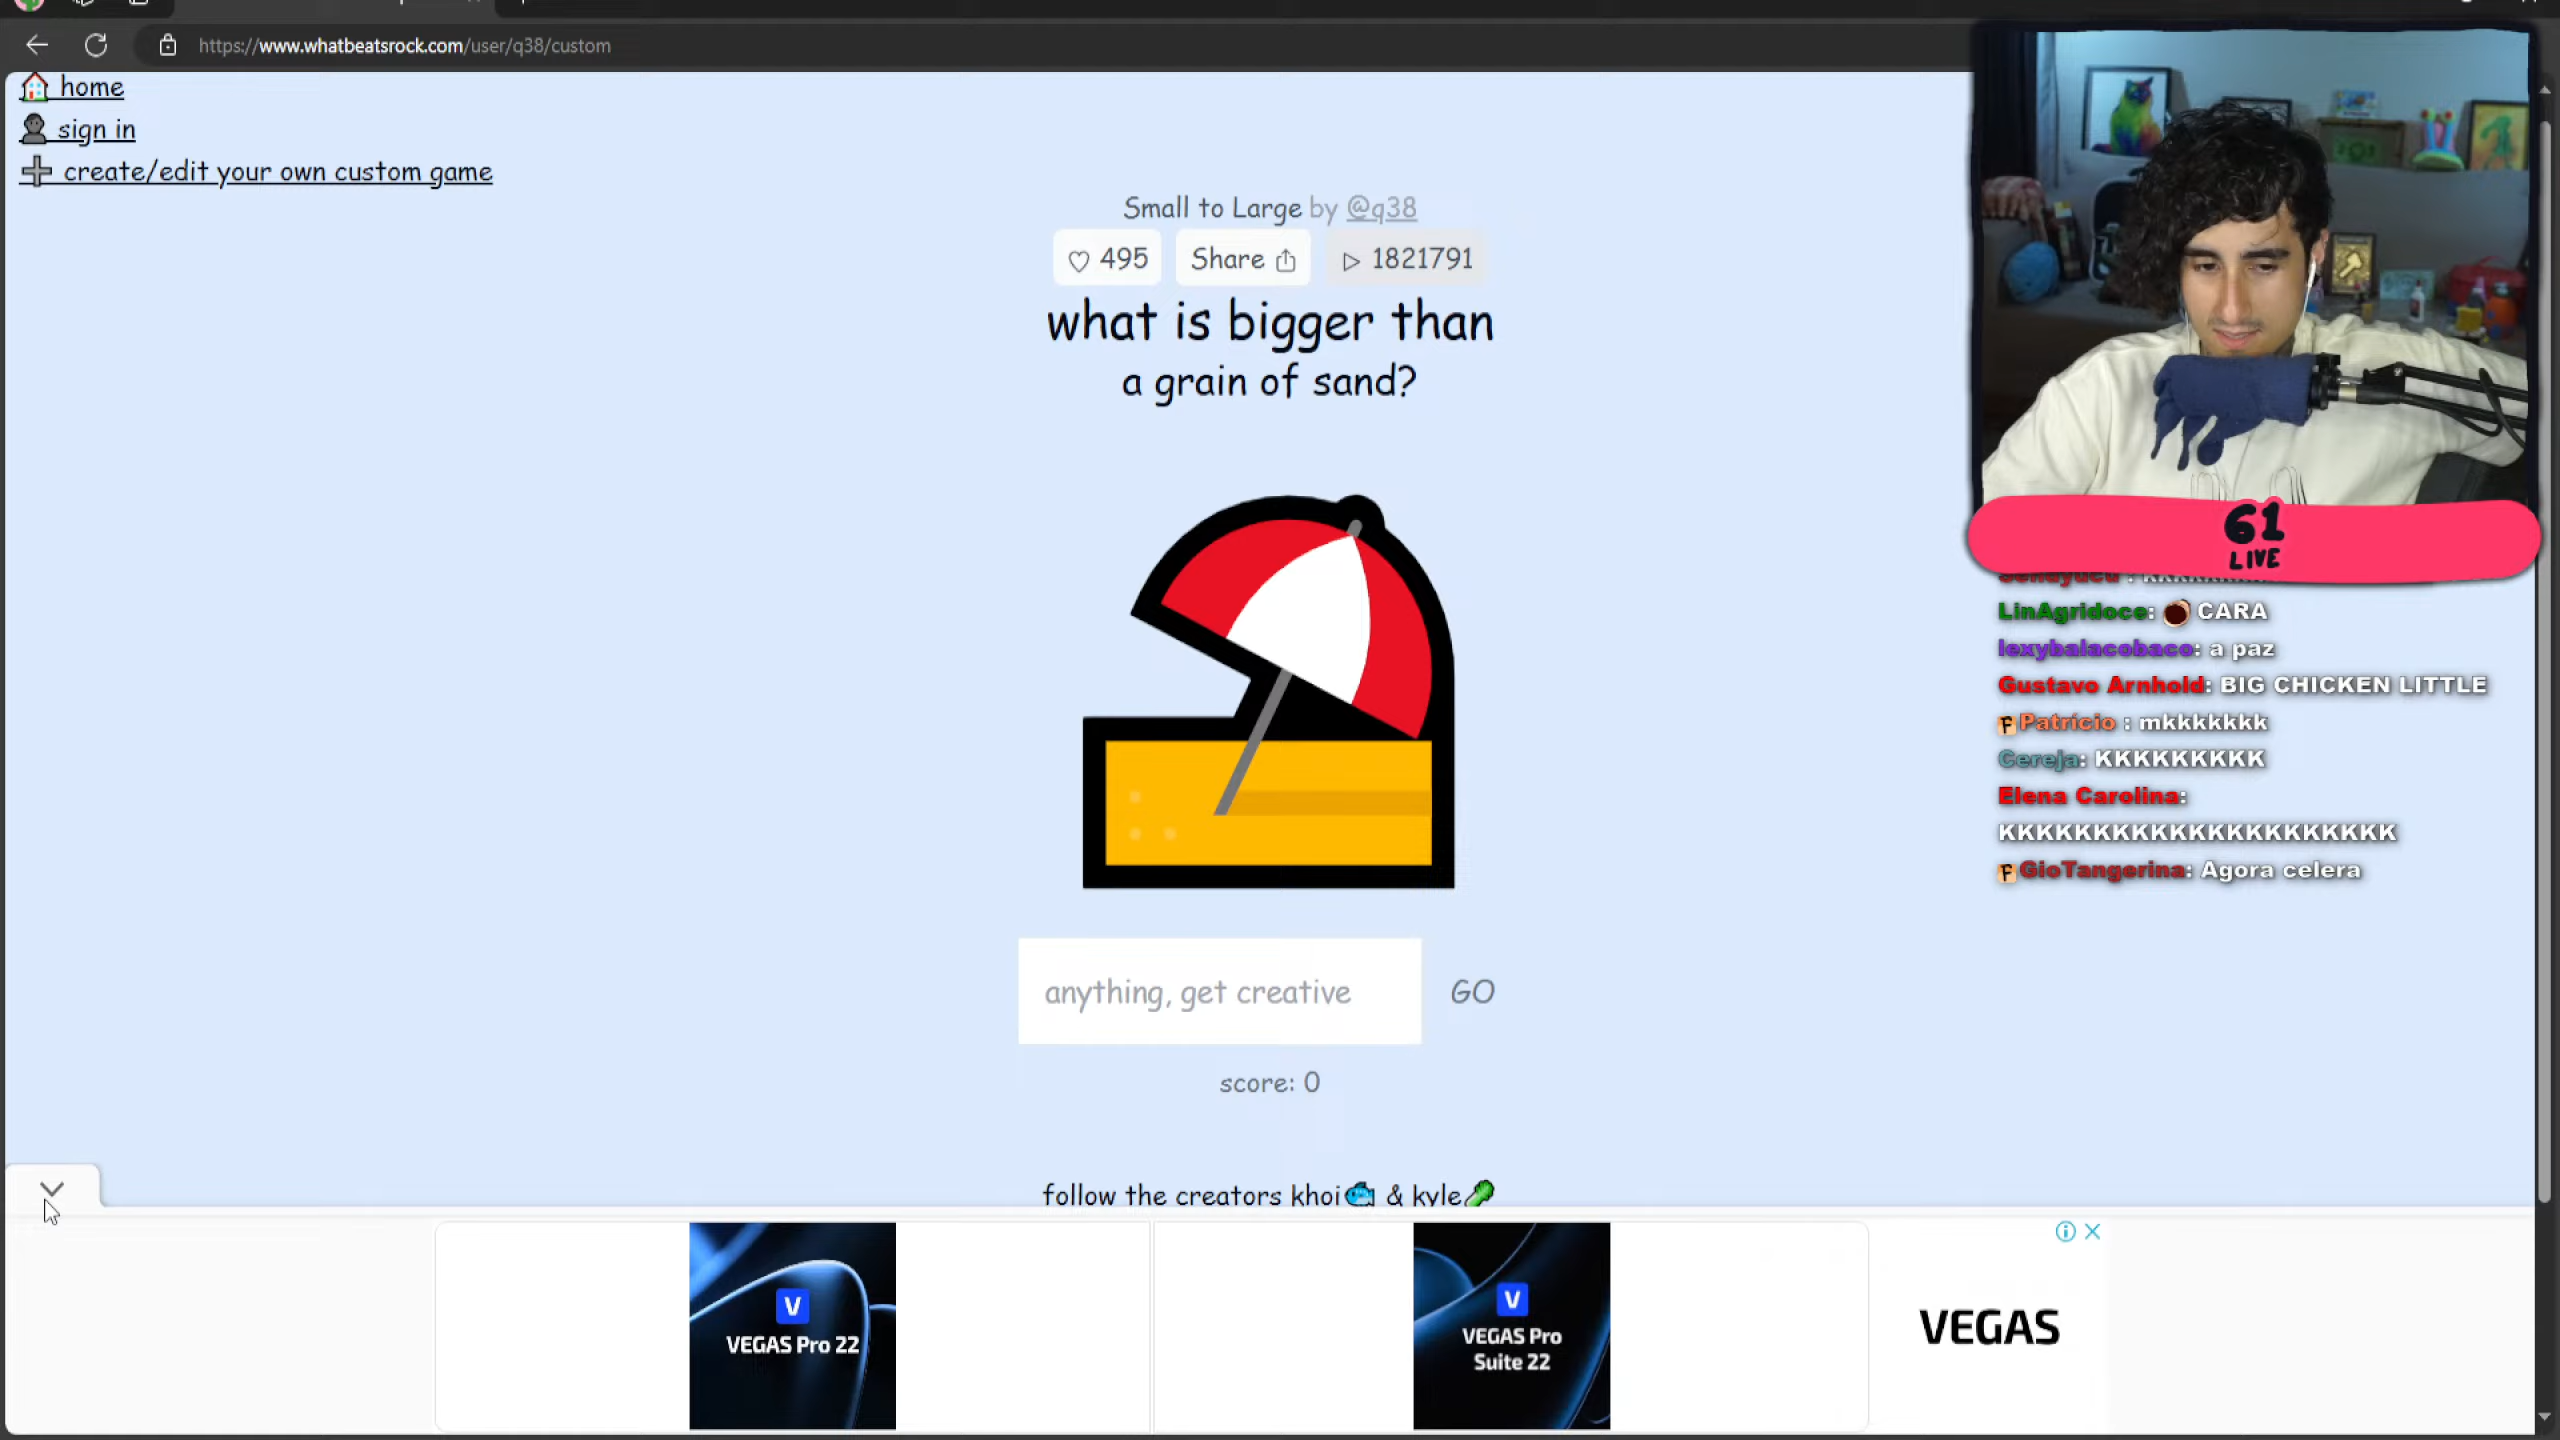 https://www.whatbeatsrock.com/user/q38/custom
home
sign in
create/edit your own custom game
Small to Large by @q38
495
Share
1821791
what is bigger than
a grain of sand?
anything, get creative
GO
score: 0
follow the creators khoi & kyle
61
LIVE
LinAgridoce: CARA
lexybalacobaco: a paz
Gustavo Arnhold: BIG CHICKEN LITTLE
Patrício : mkkkkkkk
Cereja: KKKKKKKKK
Elena Carolina:
KKKKKKKKKKKKKKKKKKKKK
GioTangerina: Agora celera
V
VEGAS Pro 22
V
VEGAS Pro
Suite 22
VEGAS